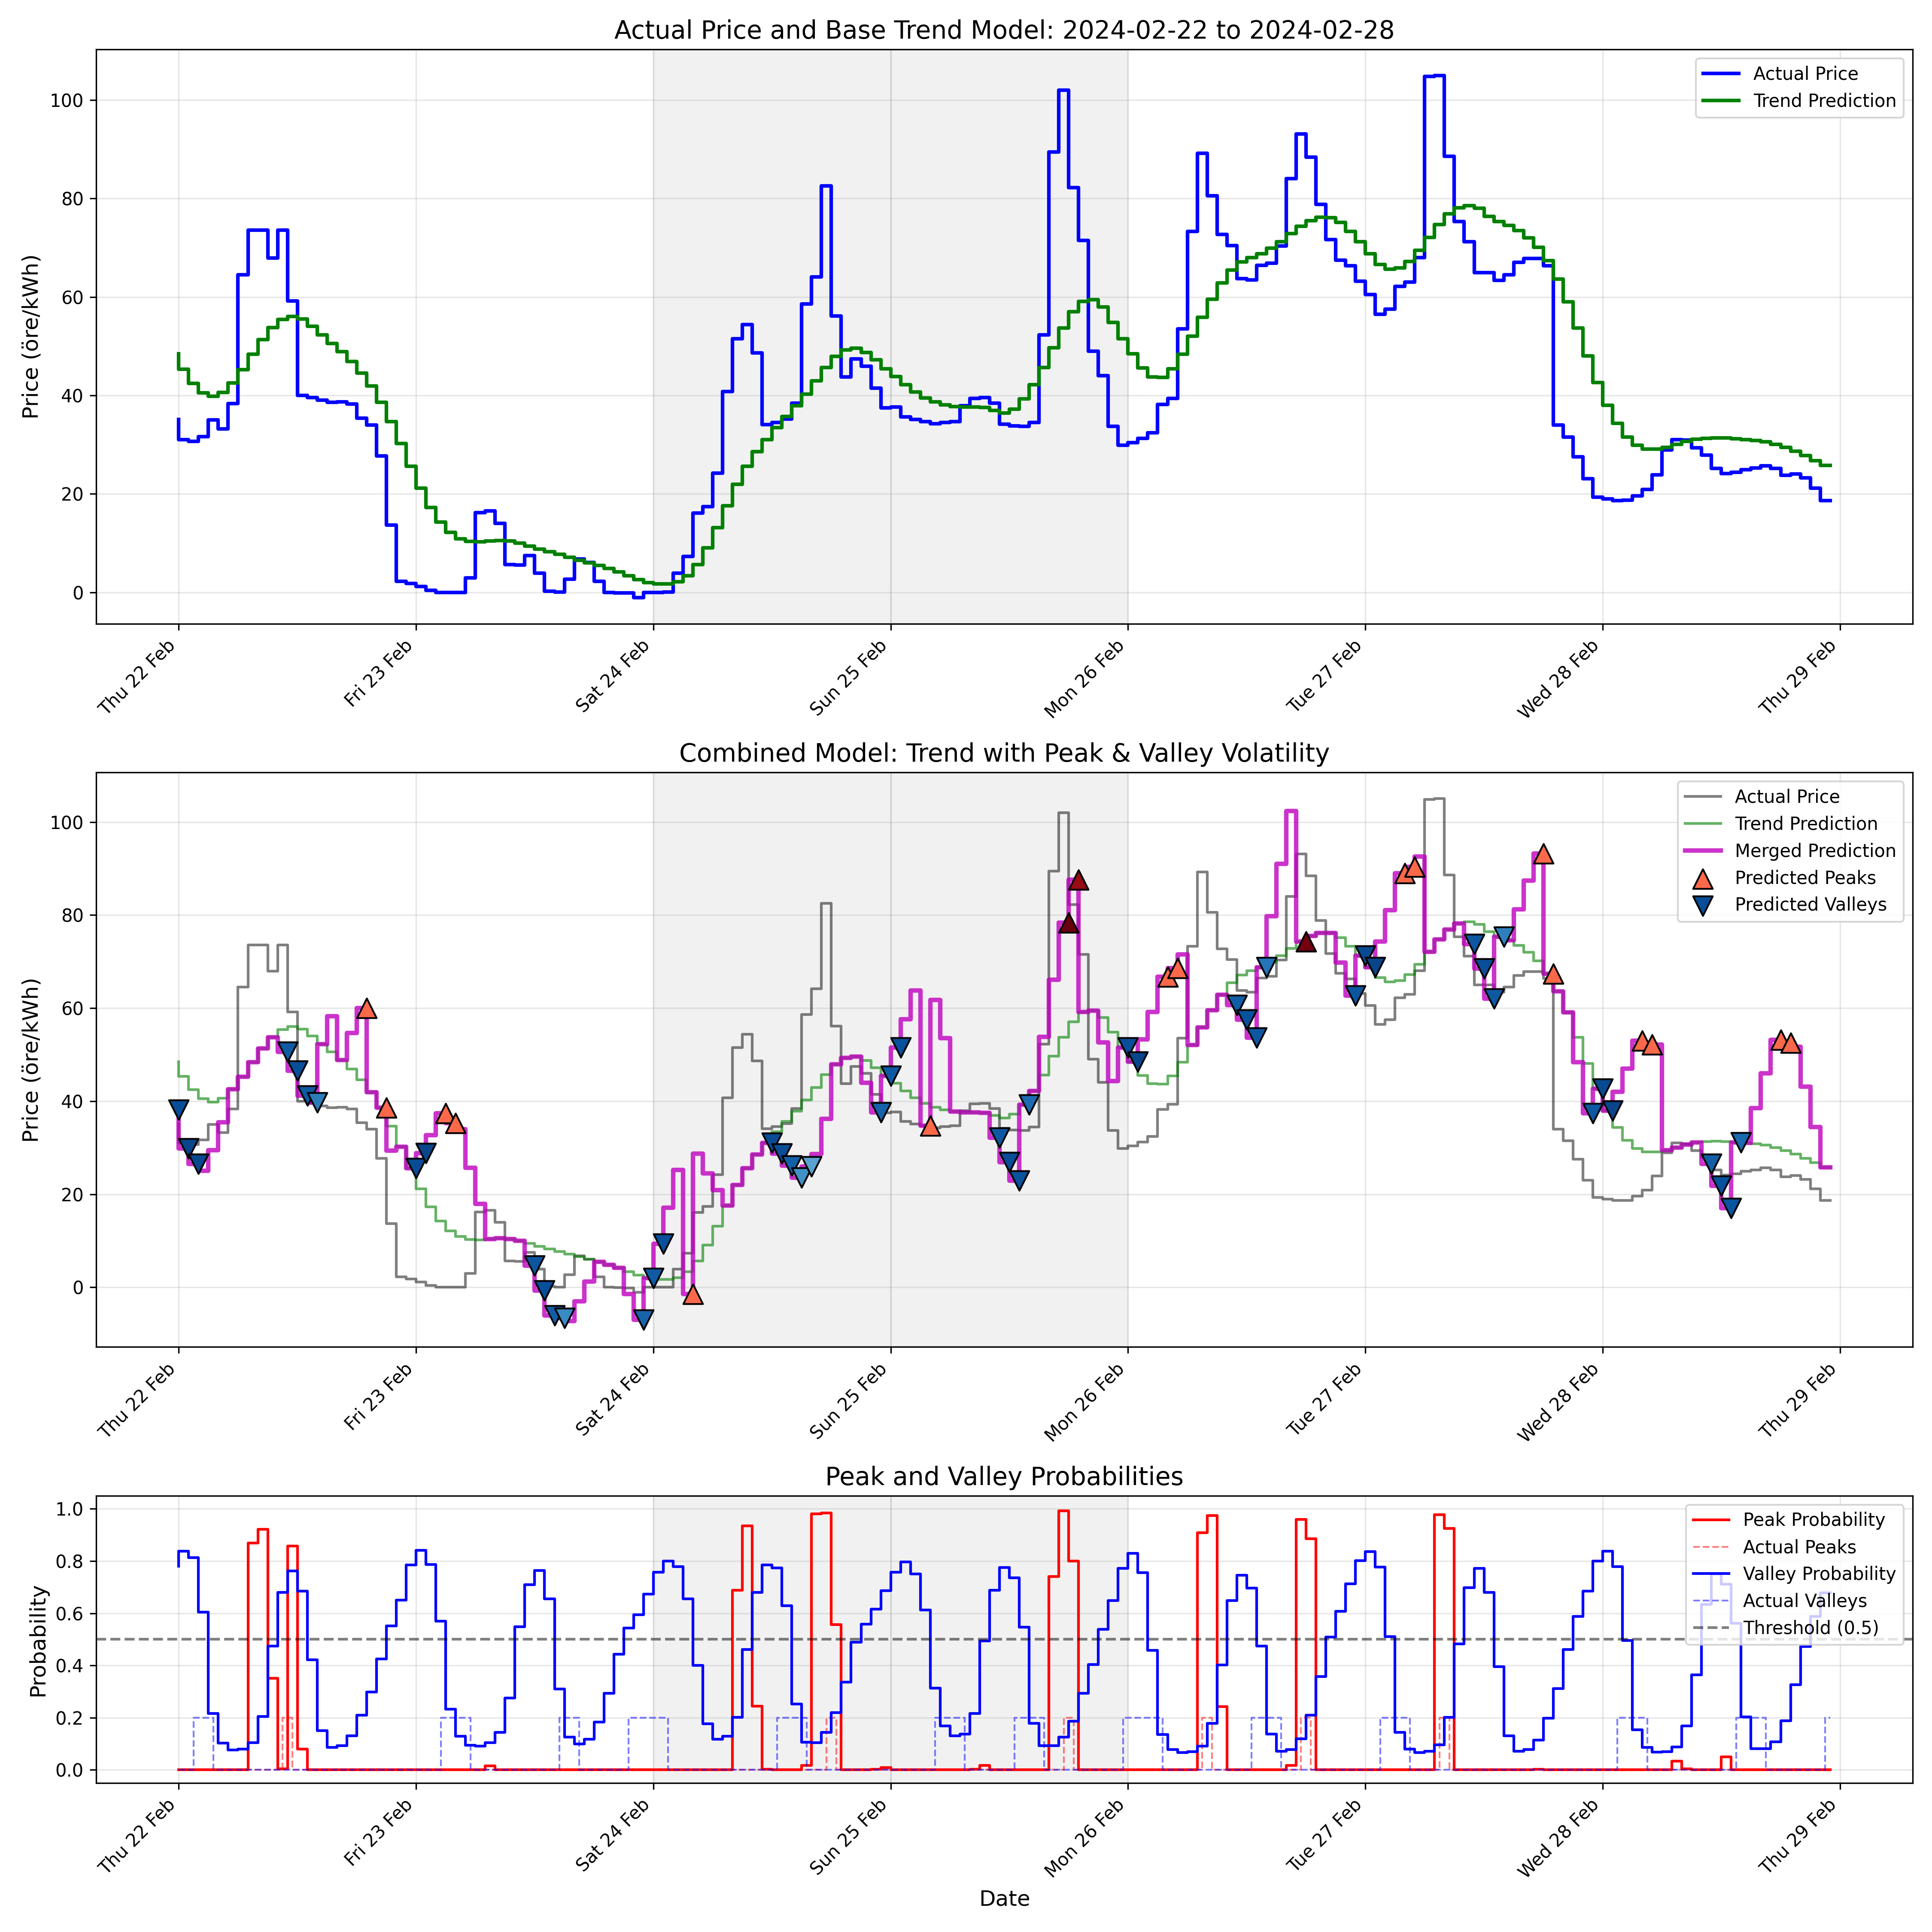 Actual Price and Base Trend Model: 2024-02-22 to 2024-02-28
Price (öre/kWh)
100
80
60
40
20
0
Actual Price
Trend Prediction
Thu 22 Feb
Fri 23 Feb
Sat 24 Feb
Sun 25 Feb
Mon 26 Feb
Tue 27 Feb
Wed 28 Feb
Thu 29 Feb
Combined Model: Trend with Peak & Valley Volatility
Price (öre/kWh)
100
80
60
40
20
0
Actual Price
Trend Prediction
Merged Prediction
Predicted Peaks
Predicted Valleys
Thu 22 Feb
Fri 23 Feb
Sat 24 Feb
Sun 25 Feb
Mon 26 Feb
Tue 27 Feb
Wed 28 Feb
Thu 29 Feb
Peak and Valley Probabilities
Probability
1.0
0.8
0.6
0.4
0.2
0.0
Peak Probability
Actual Peaks
Valley Probability
Actual Valleys
Threshold (0.5)
Thu 22 Feb
Fri 23 Feb
Sat 24 Feb
Sun 25 Feb
Mon 26 Feb
Tue 27 Feb
Wed 28 Feb
Thu 29 Feb
Date